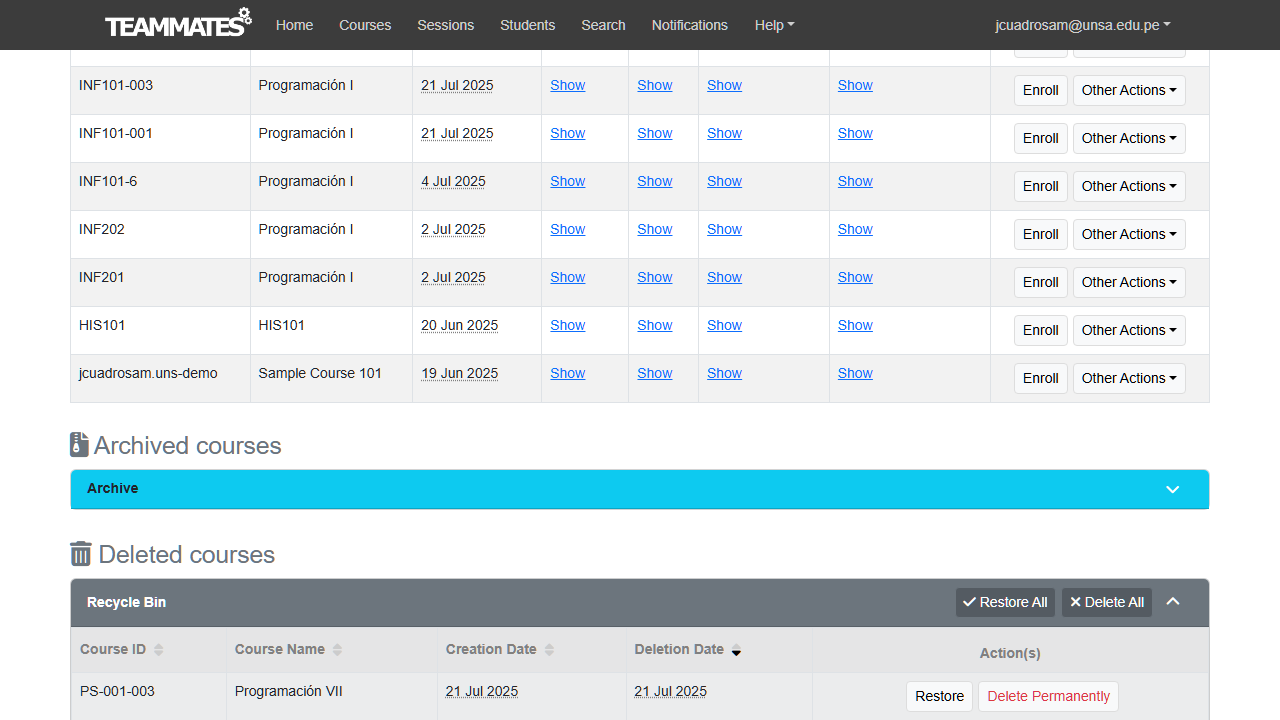 TEAMMATES Home Courses Sessions Students Search Notifications Help jcuadrosam@unsa.edu.pe
INF101-003 Programación I 21 Jul 2025 Show Show Show Show Enroll Other Actions
INF101-001 Programación I 21 Jul 2025 Show Show Show Show Enroll Other Actions
INF101-6 Programación I 4 Jul 2025 Show Show Show Show Enroll Other Actions
INF202 Programación I 2 Jul 2025 Show Show Show Show Enroll Other Actions
INF201 Programación I 2 Jul 2025 Show Show Show Show Enroll Other Actions
HIS101 HIS101 20 Jun 2025 Show Show Show Show Enroll Other Actions
jcuadrosam.uns-demo Sample Course 101 19 Jun 2025 Show Show Show Show Enroll Other Actions
Archived courses
Archive
Deleted courses
Recycle Bin Restore All Delete All
Course ID Course Name Creation Date Deletion Date Action(s)
PS-001-003 Programación VII 21 Jul 2025 21 Jul 2025 Restore Delete Permanently